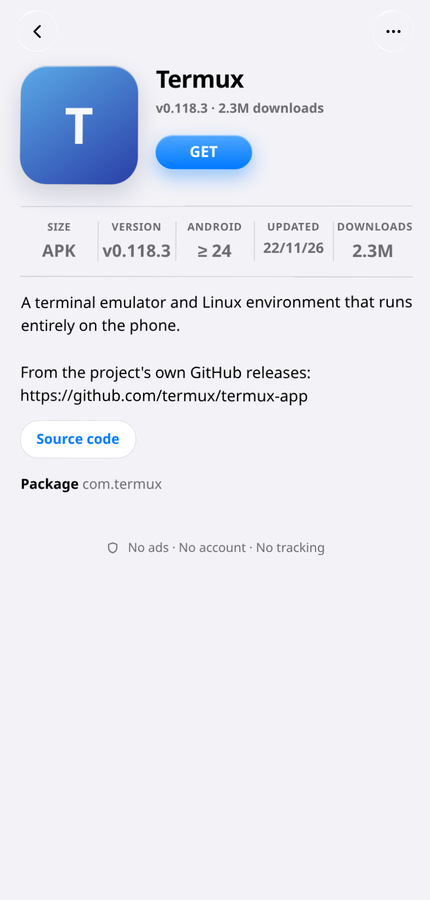 T
Termux
v0.118.3 · 2.3M downloads
GET
SIZE
APK
VERSION
v0.118.3
ANDROID
≥ 24
UPDATED
22/11/26
DOWNLOADS
2.3M
A terminal emulator and Linux environment that runs
entirely on the phone.
From the project's own GitHub releases:
https://github.com/termux/termux-app
Source code
Package com.termux
No ads · No account · No tracking